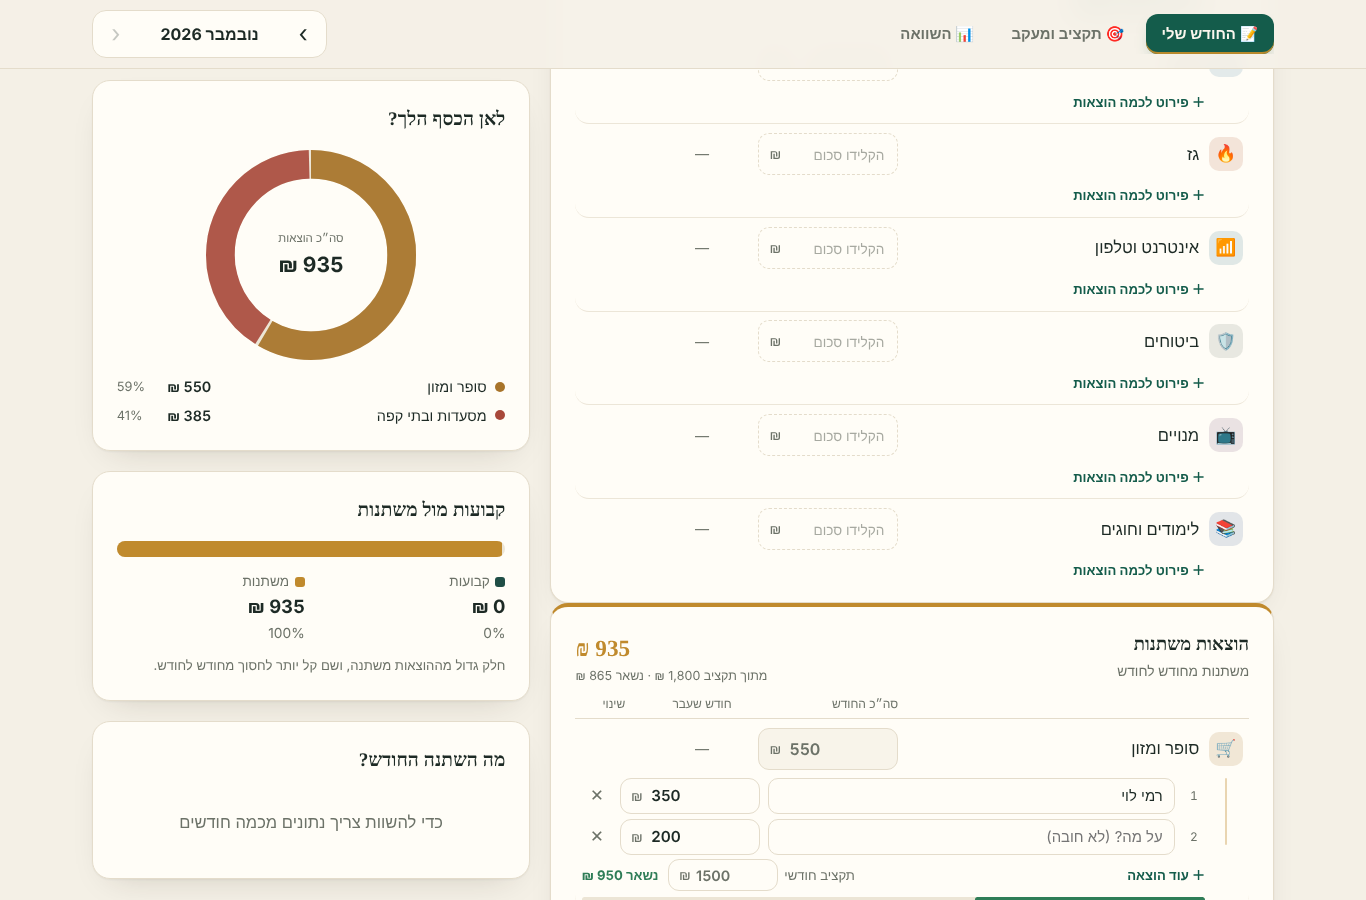 החודש שלי
תקציב ומעקב
השוואה
נובמבר 2026
+ פירוט לכמה הוצאות
גז
הקלידו סכום ₪
—
+ פירוט לכמה הוצאות
אינטרנט וטלפון
הקלידו סכום ₪
—
+ פירוט לכמה הוצאות
ביטוחים
הקלידו סכום ₪
—
+ פירוט לכמה הוצאות
מנויים
הקלידו סכום ₪
—
+ פירוט לכמה הוצאות
לימודים וחוגים
הקלידו סכום ₪
—
+ פירוט לכמה הוצאות
הוצאות משתנות
935 ₪
משתנות מחודש לחודש
מתוך תקציב 1,800 ₪ · נשאר 865 ₪
סה״כ החודש
חודש שעבר
שינוי
סופר ומזון
550 ₪
—
1
רמי לוי
350 ₪
✕
2
על מה? (לא חובה)
200 ₪
✕
+ עוד הוצאה
תקציב חודשי
1500 ₪
נשאר 950 ₪
לאן הכסף הלך?
סה״כ הוצאות
935 ₪
סופר ומזון
550 ₪
59%
מסעדות ובתי קפה
385 ₪
41%
קבועות מול משתנות
קבועות
משתנות
0 ₪
935 ₪
0%
100%
חלק גדול מההוצאות משתנה, ושם קל יותר לחסוך מחודש לחודש.
מה השתנה החודש?
כדי להשוות צריך נתונים מכמה חודשים